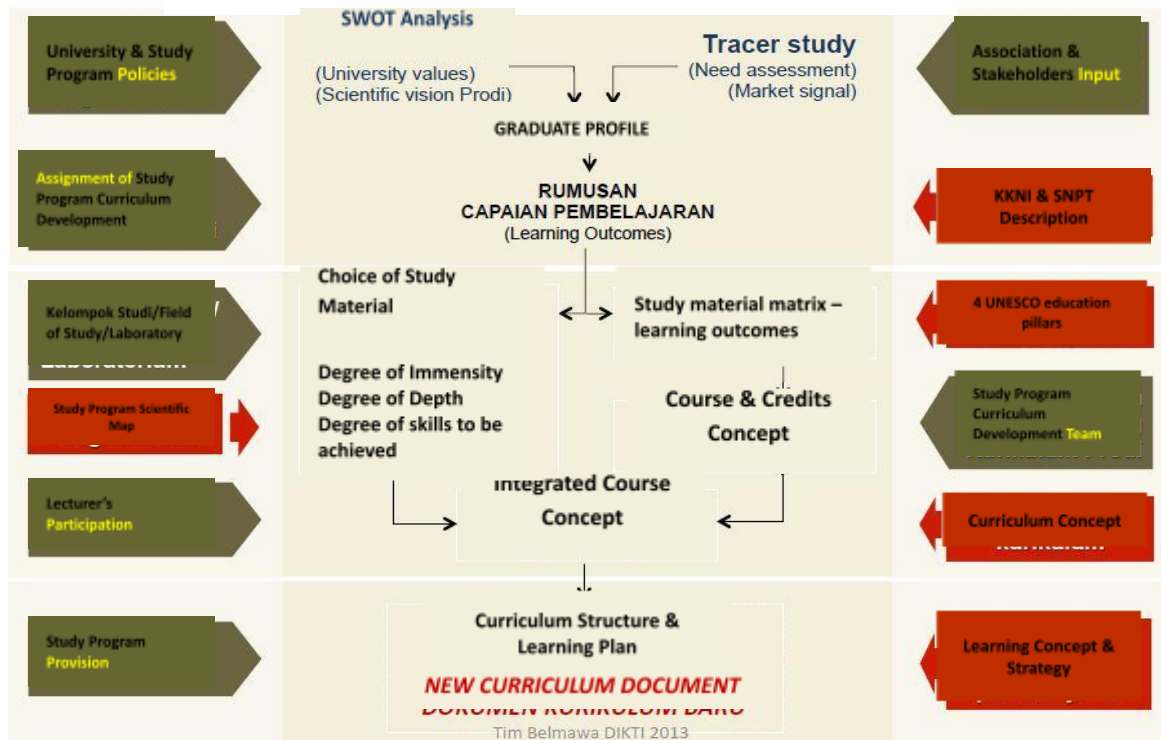 SWOT Analysis
University & Study
Program Policies
(University values)
(Scientific vision Prodi)
Tracer study
(Need assessment)
(Market signal)
Association &
Stakeholders Input
GRADUATE PROFILE
Assignment of Study
Program Curriculum
Development
RUMUSAN
CAPAIAN PEMBELAJARAN
(Learning Outcomes)
KKNI & SNPT
Description
Kelompok Studi/Field
of Study/Laboratory
Choice of Study
Material
Study material matrix –
learning outcomes
4 UNESCO education
pillars
Study Program Scientific
Map
Degree of Immensity
Degree of Depth
Degree of skills to be
achieved
Course & Credits
Concept
Study Program
Curriculum
Development Team
Lecturer's
Participation
Integrated Course
Concept
Curriculum Concept
Study Program
Provision
Curriculum Structure &
Learning Plan
NEW CURRICULUM DOCUMENT
DOKUMEN KURIKULUM BARU
Tim Belmawa DIKTI 2013
Learning Concept &
Strategy